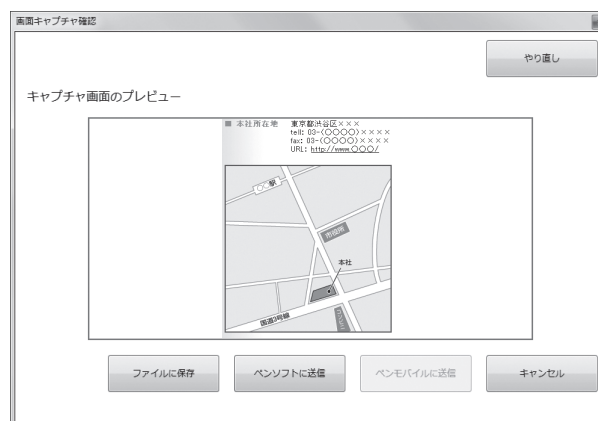 画面キャプチャ確認
やり直し
キャプチャ画面のプレビュー
■ 本社所在地 東京都渋谷区×××
tell: 03-(〇〇〇〇)××××
fax: 03-(〇〇〇〇)××××
URL: http://www.〇〇〇/
〇〇駅
市役所
本社
国道3号線
ファイルに保存
ペンソフトに送信
ペンモバイルに送信
キャンセル